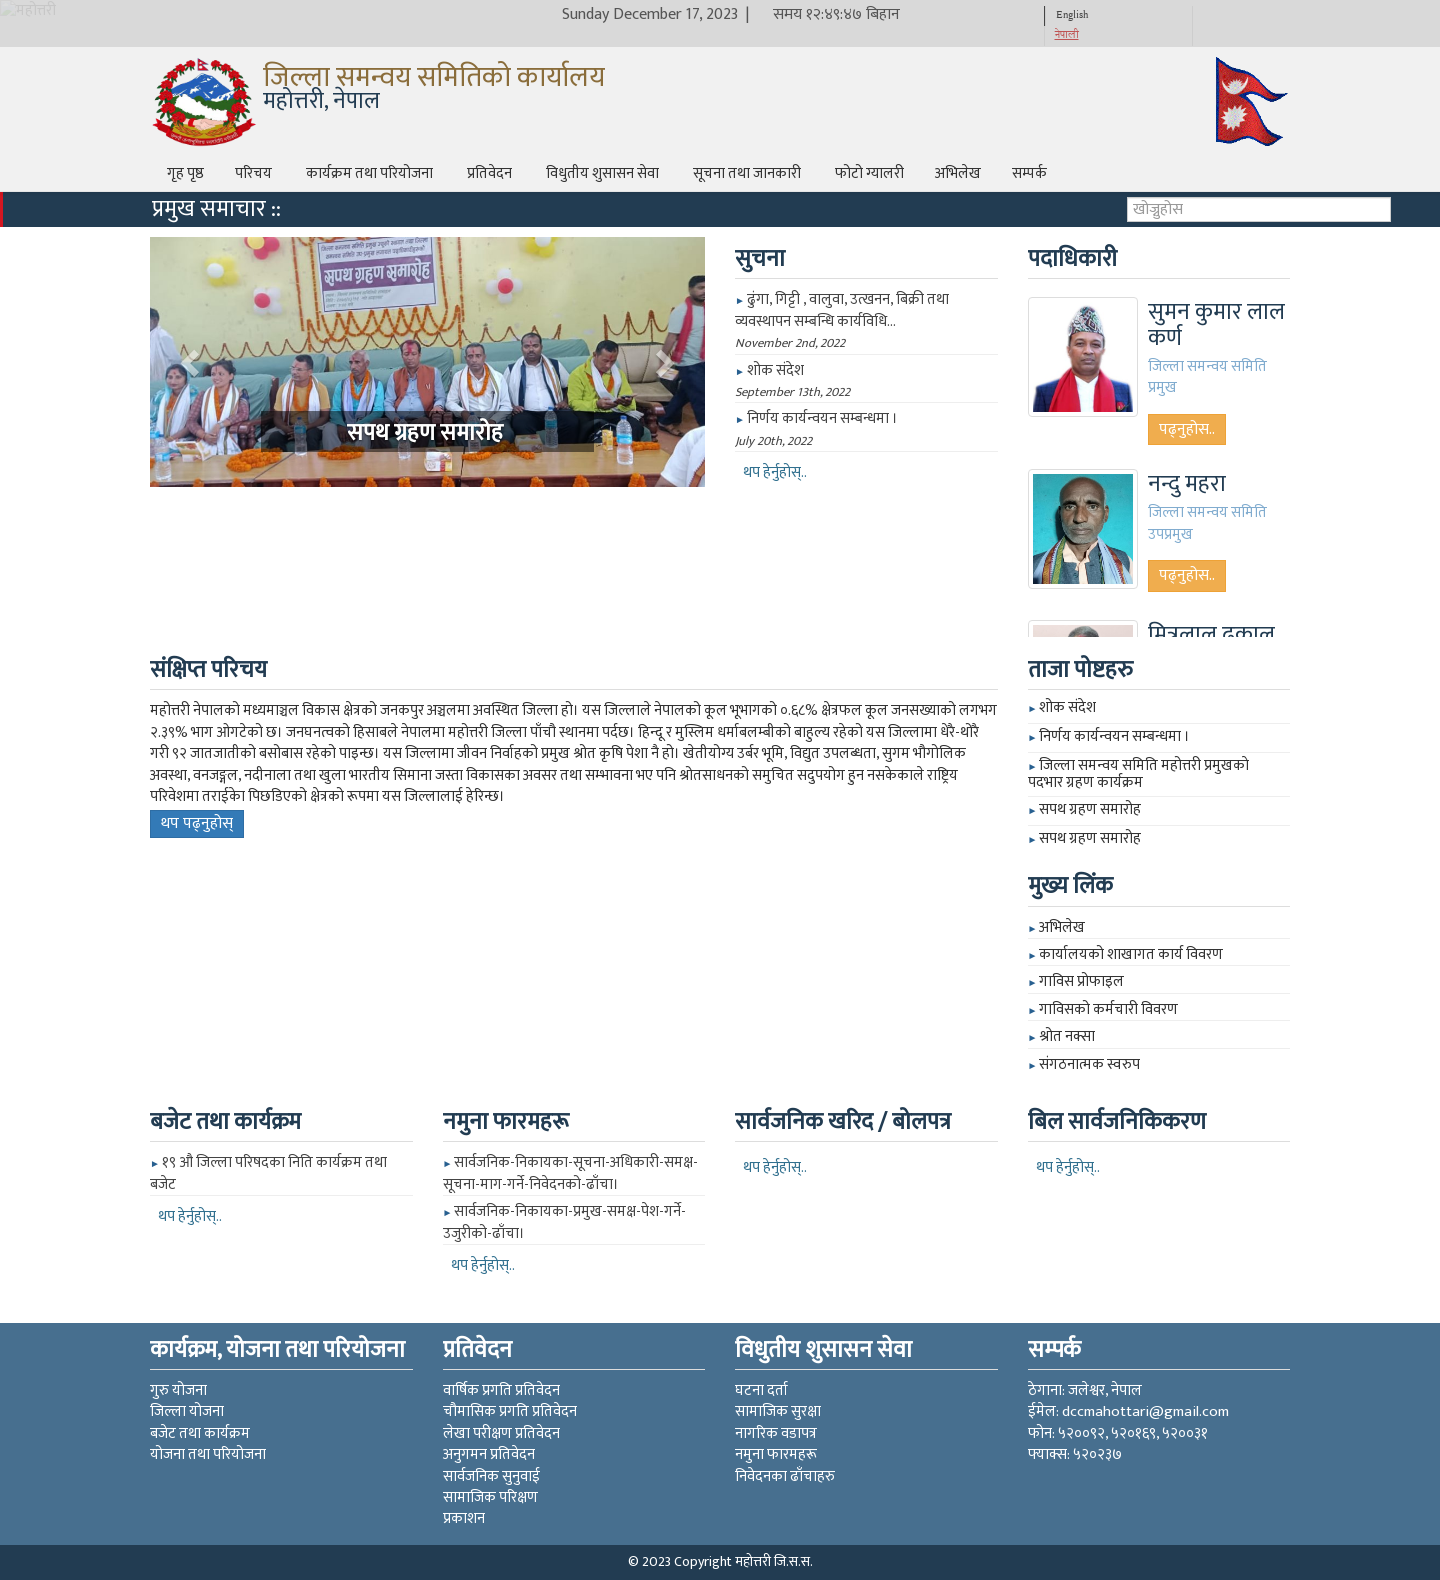 महोत्तरी
Sunday December 17, 2023 | समय १२:४९:४७ बिहान
English
नेपाली
जिल्ला समन्वय समितिको कार्यालय
महोत्तरी, नेपाल
गृह पृष्ठ परिचय कार्यक्रम तथा परियोजना प्रतिवेदन विधुतीय शुसासन सेवा सूचना तथा जानकारी फोटो ग्यालरी अभिलेख सम्पर्क
प्रमुख समाचार ::
खोज्नुहोस
सपथ ग्रहण समारोह
सपथ ग्रहण समारोह
सुचना
► ढुंगा, गिट्टी , वालुवा, उत्खनन, बिक्री तथा
व्यवस्थापन सम्बन्धि कार्यविधि...
November 2nd, 2022
► शोक संदेश
September 13th, 2022
► निर्णय कार्यन्वयन सम्बन्धमा ।
July 20th, 2022
थप हेर्नुहोस्..
पदाधिकारी
सुमन कुमार लाल
कर्ण
जिल्ला समन्वय समिति
प्रमुख
पढ्नुहोस..
नन्दु महरा
जिल्ला समन्वय समिति
उपप्रमुख
पढ्नुहोस..
संक्षिप्त परिचय
महोत्तरी नेपालको मध्यमाञ्चल विकास क्षेत्रको जनकपुर अञ्चलमा अवस्थित जिल्ला हो। यस जिल्लाले नेपालको कूल भूभागको ०.६८% क्षेत्रफल कूल जनसख्याको लगभग
२.३९% भाग ओगटेको छ। जनघनत्वको हिसाबले नेपालमा महोत्तरी जिल्ला पाँचौ स्थानमा पर्दछ। हिन्दू र मुस्लिम धर्माबलम्बीको बाहुल्य रहेको यस जिल्लामा धेरै-थोरै
गरी ९२ जातजातीको बसोबास रहेको पाइन्छ। यस जिल्लामा जीवन निर्वाहको प्रमुख श्रोत कृषि पेशा नै हो। खेतीयोग्य उर्बर भूमि, विद्युत उपलब्धता, सुगम भौगोलिक
अवस्था, वनजङ्गल, नदीनाला तथा खुला भारतीय सिमाना जस्ता विकासका अवसर तथा सम्भावना भए पनि श्रोतसाधनको समुचित सदुपयोग हुन नसकेकाले राष्ट्रिय
परिवेशमा तराईका पिछडिएको क्षेत्रको रूपमा यस जिल्लालाई हेरिन्छ।
थप पढ्नुहोस्
ताजा पोष्टहरु
► शोक संदेश
► निर्णय कार्यन्वयन सम्बन्धमा ।
► जिल्ला समन्वय समिति महोत्तरी प्रमुखको
पदभार ग्रहण कार्यक्रम
► सपथ ग्रहण समारोह
► सपथ ग्रहण समारोह
मुख्य लिंक
► अभिलेख
► कार्यालयको शाखागत कार्य विवरण
► गाविस प्रोफाइल
► गाविसको कर्मचारी विवरण
► श्रोत नक्सा
► संगठनात्मक स्वरुप
बजेट तथा कार्यक्रम
► १९ औ जिल्ला परिषदका निति कार्यक्रम तथा
बजेट
थप हेर्नुहोस्..
नमुना फारमहरू
► सार्वजनिक-निकायका-सूचना-अधिकारी-समक्ष-
सूचना-माग-गर्ने-निवेदनको-ढाँचा।
► सार्वजनिक-निकायका-प्रमुख-समक्ष-पेश-गर्ने-
उजुरीको-ढाँचा।
थप हेर्नुहोस्..
सार्वजनिक खरिद / बोलपत्र
थप हेर्नुहोस्..
बिल सार्वजनिकिकरण
थप हेर्नुहोस्..
कार्यक्रम, योजना तथा परियोजना
गुरु योजना
जिल्ला योजना
बजेट तथा कार्यक्रम
योजना तथा परियोजना
प्रतिवेदन
वार्षिक प्रगति प्रतिवेदन
चौमासिक प्रगति प्रतिवेदन
लेखा परीक्षण प्रतिवेदन
अनुगमन प्रतिवेदन
सार्वजनिक सुनुवाई
सामाजिक परिक्षण
प्रकाशन
विधुतीय शुसासन सेवा
घटना दर्ता
सामाजिक सुरक्षा
नागरिक वडापत्र
नमुना फारमहरू
निवेदनका ढाँचाहरु
सम्पर्क
ठेगाना: जलेश्वर, नेपाल
ईमेल: dccmahottari@gmail.com
फोन: ५२००९२, ५२०१६९, ५२००३१
फ्याक्स: ५२०२३७
© 2023 Copyright महोत्तरी जि.स.स.